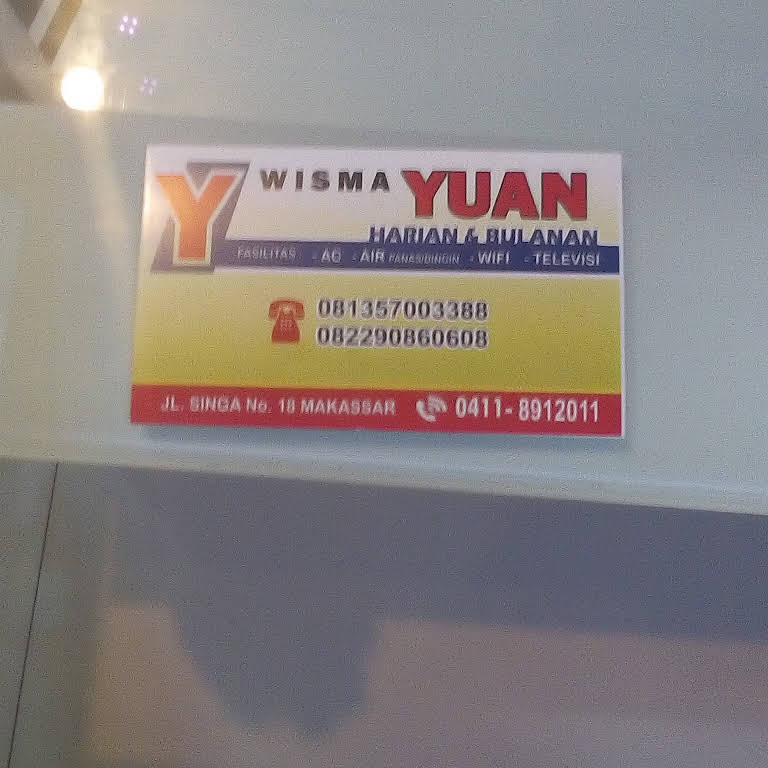 Y
WISMA YUAN
HARIAN & BULANAN
FASILITAS - AC - AIR PANAS/DINGIN - WIFI - TELEVISI
081357003388
082290860608
JL. SINGA No. 18 MAKASSAR 0411-8912011